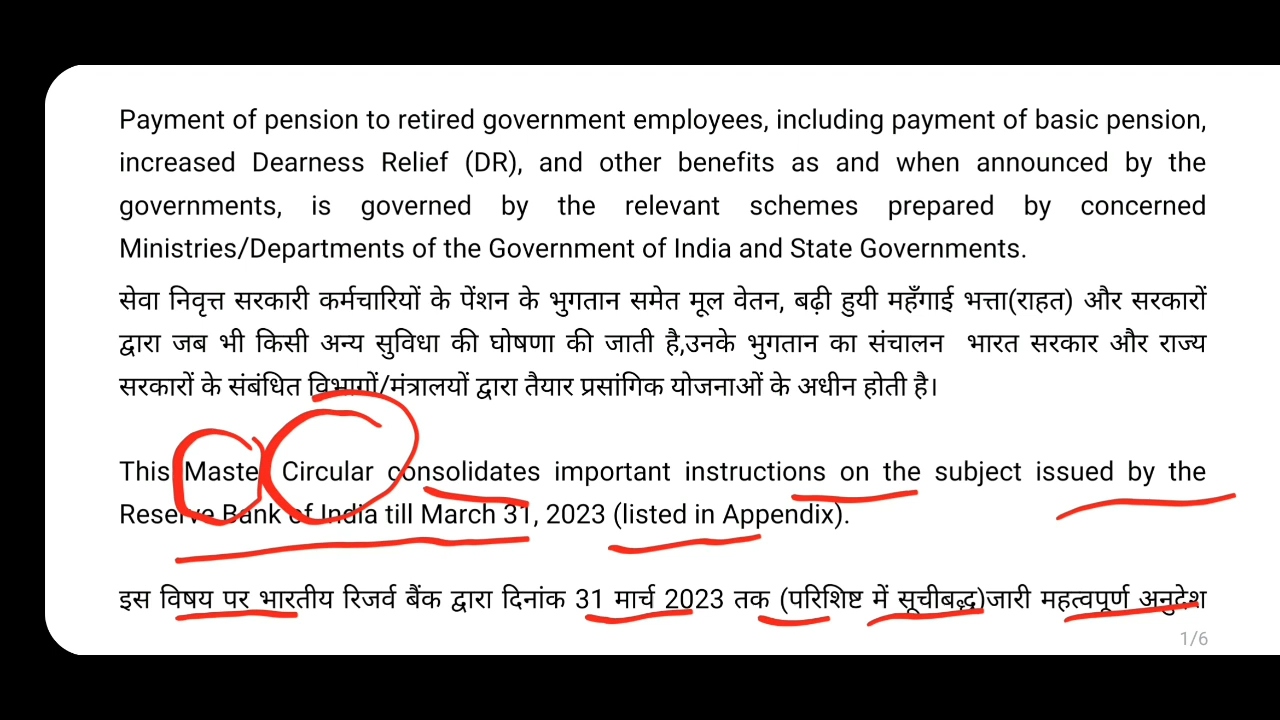 Payment of pension to retired government employees, including payment of basic pension,
increased Dearness Relief (DR), and other benefits as and when announced by the
governments, is governed by the relevant schemes prepared by concerned
Ministries/Departments of the Government of India and State Governments.
सेवा निवृत्त सरकारी कर्मचारियों के पेंशन के भुगतान समेत मूल वेतन, बढ़ी हुयी महँगाई भत्ता(राहत) और सरकारों
द्वारा जब भी किसी अन्य सुविधा की घोषणा की जाती है,उनके भुगतान का संचालन भारत सरकार और राज्य
सरकारों के संबंधित विभागों/मंत्रालयों द्वारा तैयार प्रसांगिक योजनाओं के अधीन होती है।
This Master Circular consolidates important instructions on the subject issued by the
Reserve Bank of India till March 31, 2023 (listed in Appendix).
इस विषय पर भारतीय रिजर्व बैंक द्वारा दिनांक 31 मार्च 2023 तक (परिशिष्ट में सूचीबद्ध)जारी महत्वपूर्ण अनुदेश
1/6